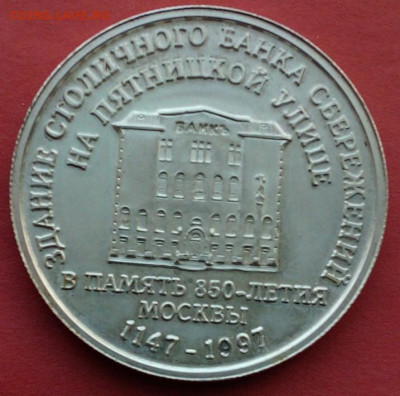 ЗДАНИЕ СТОЛИЧНОГО БАНКА СБЕРЕЖЕНИЙ
НА ПЯТНИЦКОЙ УЛИЦЕ
БАНКЪ
В ПАМЯТЬ 850-ЛЕТИЯ
МОСКВЫ
1147-1997